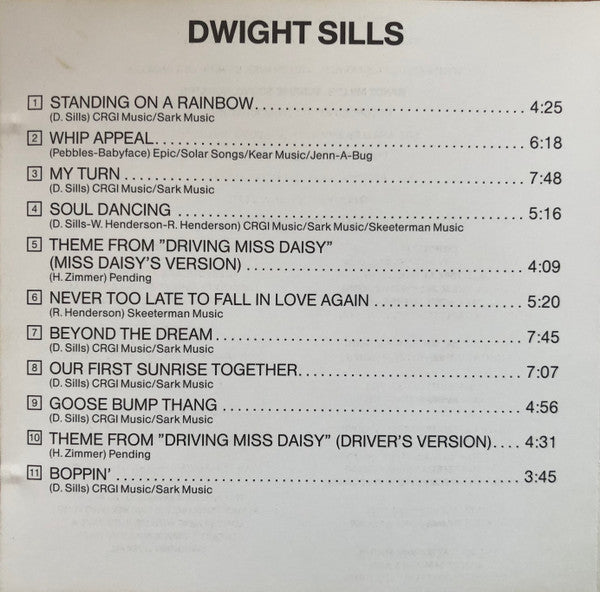 DWIGHT SILLS
1 STANDING ON A RAINBOW.......................................... 4:25
(D. Sills) CRGI Music/Sark Music
2 WHIP APPEAL.......................................... 6:18
(Pebbles-Babyface) Epic/Solar Songs/Kear Music/Jenn-A-Bug
3 MY TURN .......................................... 7:48
(D. Sills) CRGI Music/Sark Music
4 SOUL DANCING .......................................... 5:16
(D. Sills-W. Henderson-R. Henderson) CRGI Music/Sark Music/Skeeterman Music
5 THEME FROM "DRIVING MISS DAISY"
(MISS DAISY'S VERSION) .......................................... 4:09
(H. Zimmer) Pending
6 NEVER TOO LATE TO FALL IN LOVE AGAIN .................... 5:20
(R. Henderson) Skeeterman Music
7 BEYOND THE DREAM.......................................... 7:45
(D. Sills) CRGI Music/Sark Music
8 OUR FIRST SUNRISE TOGETHER.............................. 7:07
(D. Sills) CRGI Music/Sark Music
9 GOOSE BUMP THANG .......................................... 4:56
(D. Sills) CRGI Music/Sark Music
10 THEME FROM "DRIVING MISS DAISY" (DRIVER'S VERSION).... 4:31
(H. Zimmer) Pending
11 BOPPIN' .......................................... 3:45
(D. Sills) CRGI Music/Sark Music